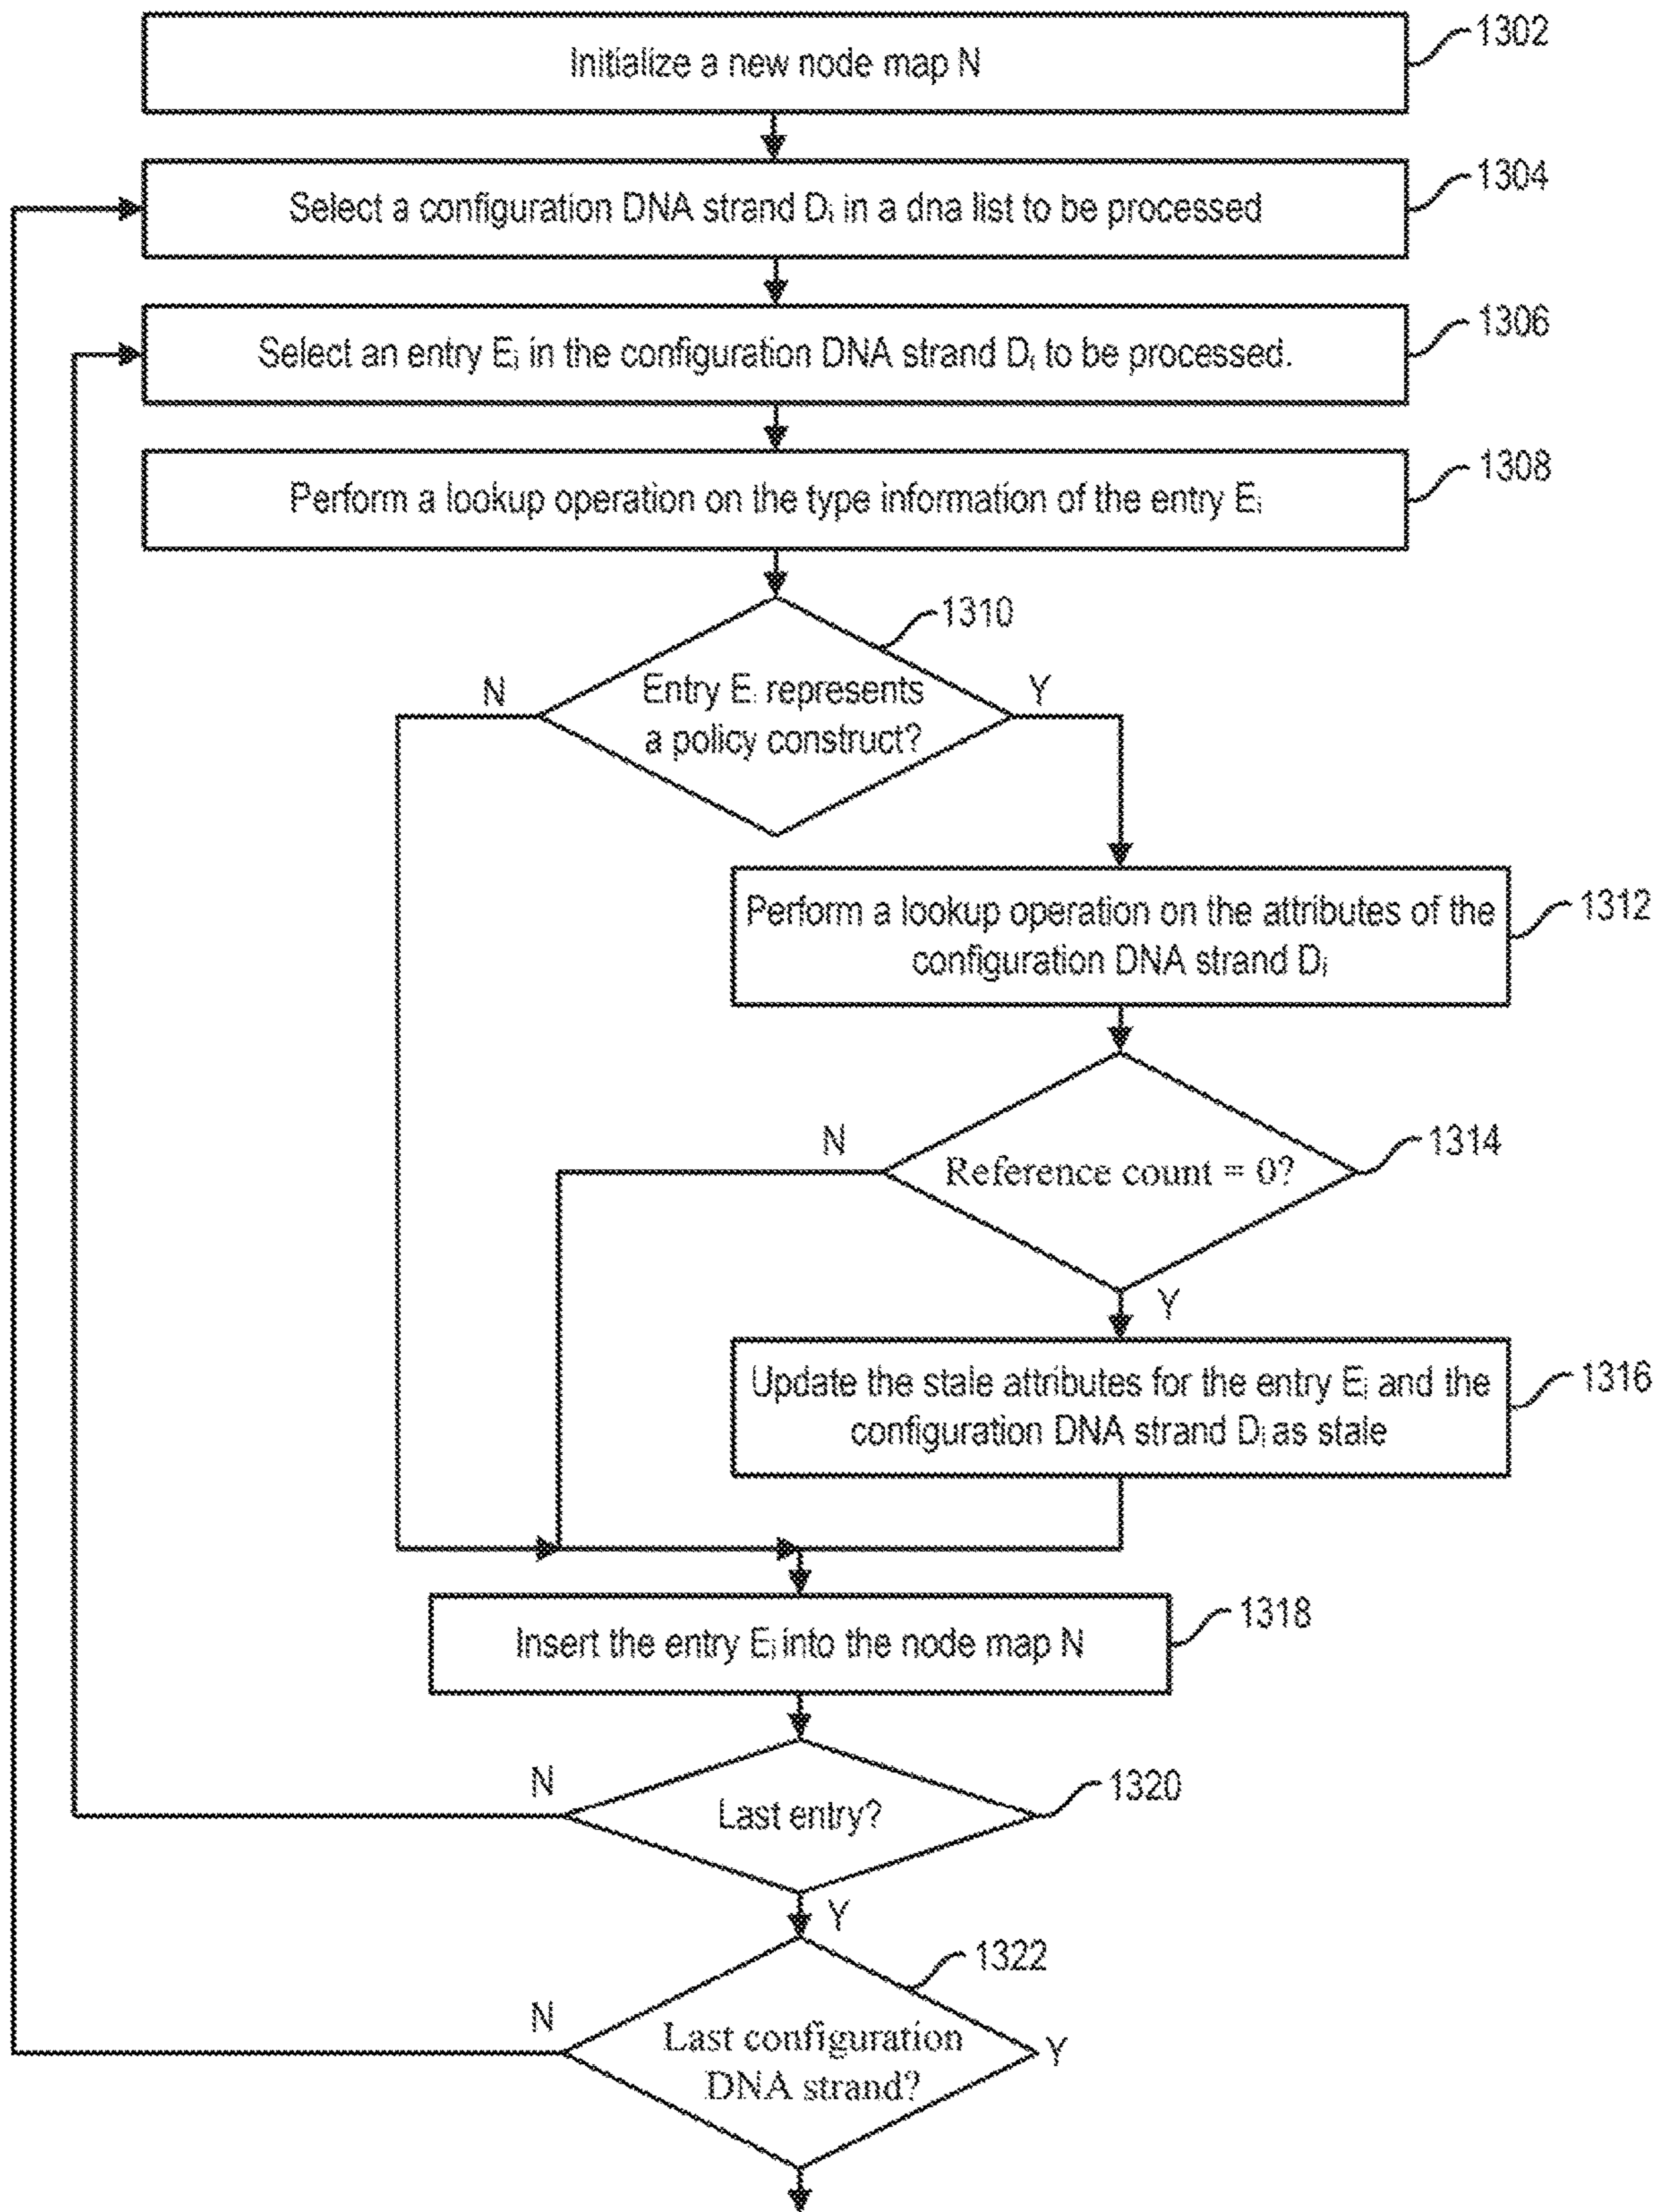 Initialize a new node map N
1302
Select a configuration DNA strand Dᵢ in a dna list to be processed
1304
Select an entry Eⱼ in the configuration DNA strand Dᵢ to be processed.
1306
Perform a lookup operation on the type information of the entry Eⱼ
1308
1310
N
Entry Eⱼ represents
a policy construct?
Y
Perform a lookup operation on the attributes of the
configuration DNA strand Dᵢ
1312
N
Reference count = 0?
1314
Y
Update the stale attributes for the entry Eⱼ and the
configuration DNA strand Dᵢ as stale
1316
Insert the entry Eⱼ into the node map N
1318
N
Last entry?
1320
Y
1322
N
Last configuration
DNA strand?
Y